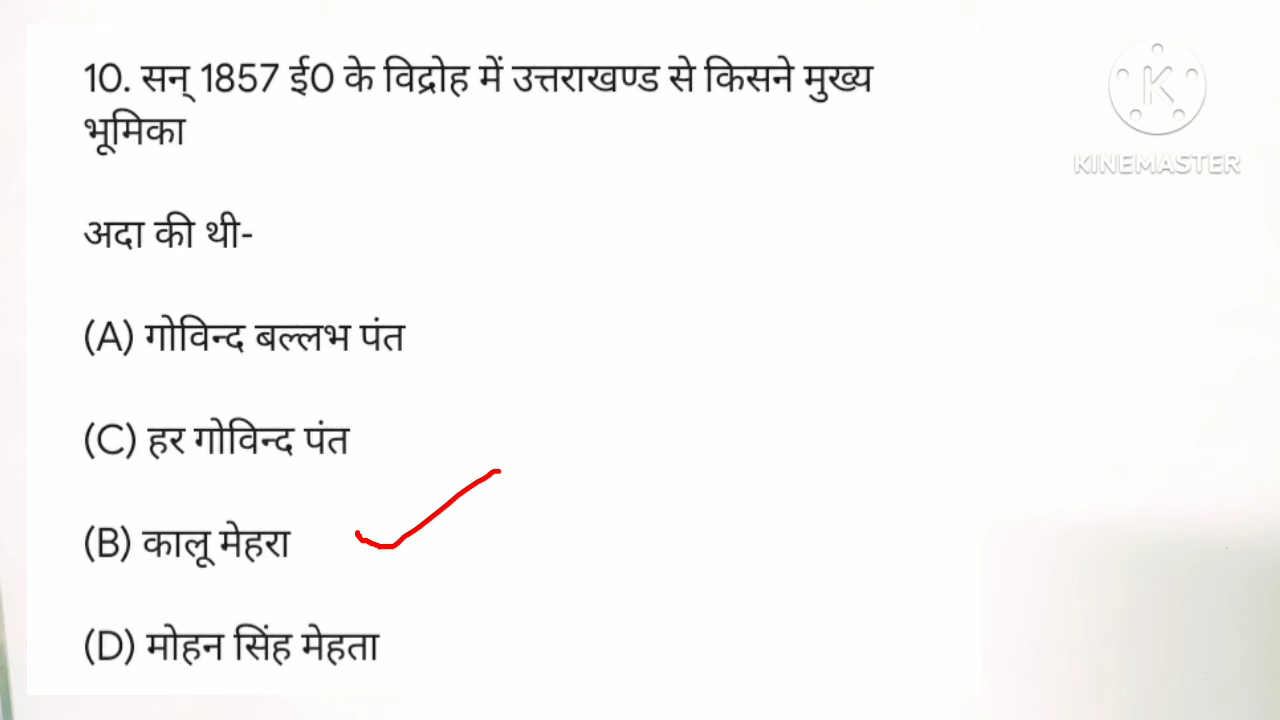 10. सन् 1857 ई0 के विद्रोह में उत्तराखण्ड से किसने मुख्य
भूमिका
अदा की थी-
(A) गोविन्द बल्लभ पंत
(C) हर गोविन्द पंत
(B) कालू मेहरा
(D) मोहन सिंह मेहता
K
KINEMASTER